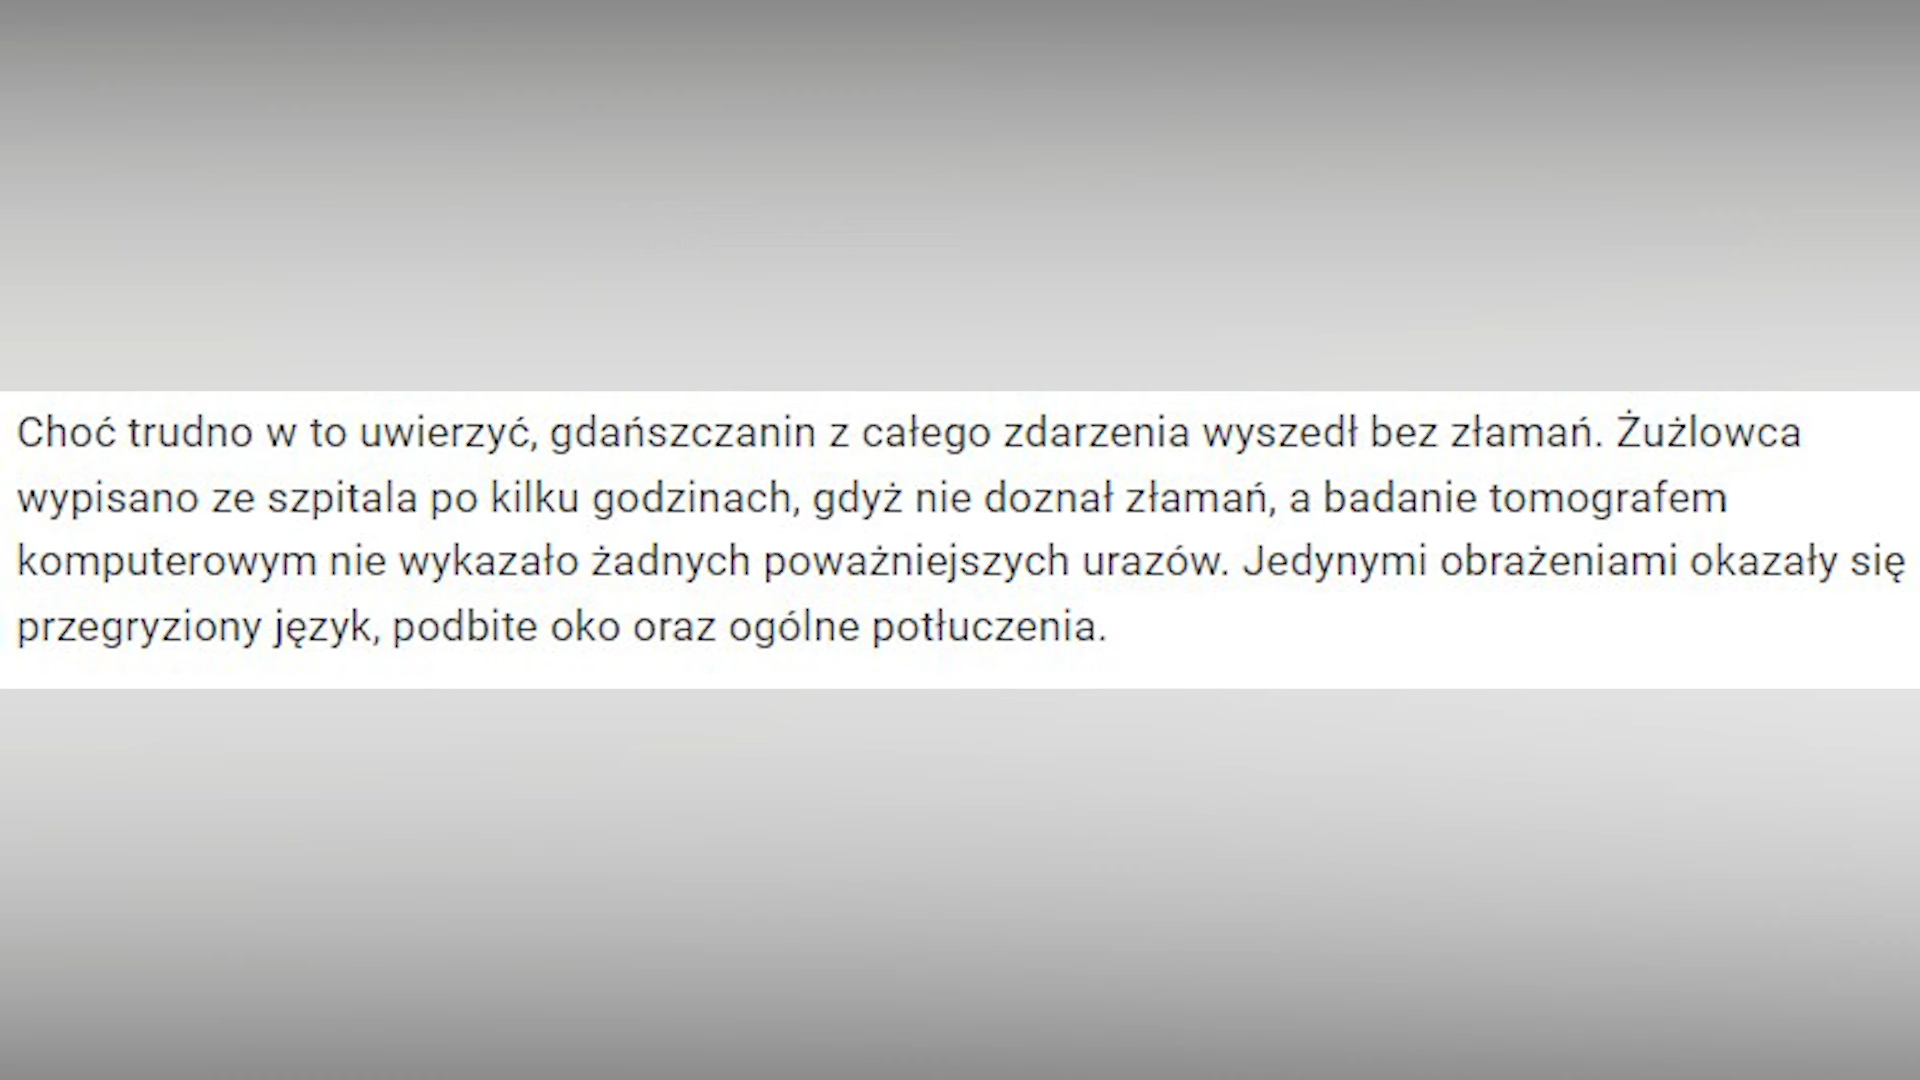 Choć trudno w to uwierzyć, gdańszczanin z całego zdarzenia wyszedł bez złamań. Żużlowca
wypisano ze szpitala po kilku godzinach, gdyż nie doznał złamań, a badanie tomografem
komputerowym nie wykazało żadnych poważniejszych urazów. Jedynymi obrażeniami okazały się
przegryziony język, podbite oko oraz ogólne potłuczenia.